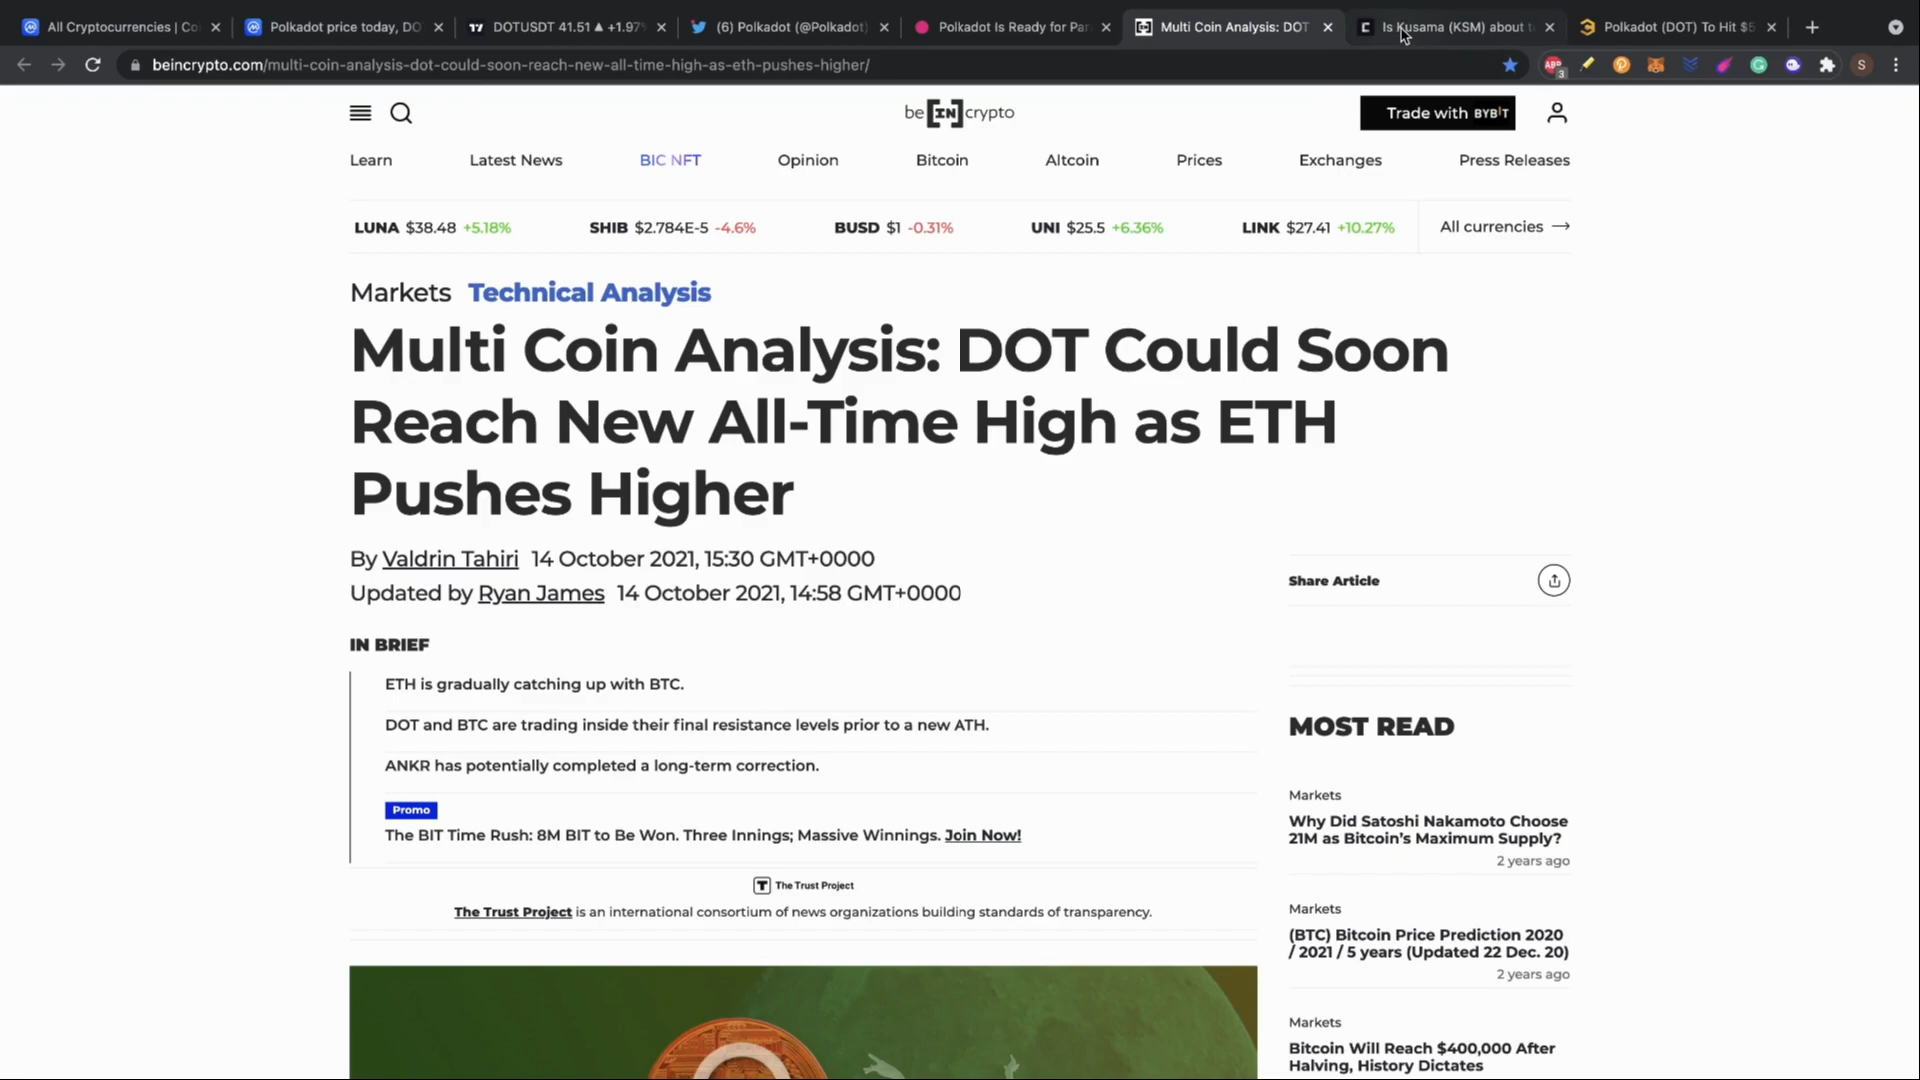 All Cryptocurrencies | Co
Polkadot price today, DO
DOTUSDT 41.51 ▲ +1.97%
(6) Polkadot (@Polkadot)
Polkadot Is Ready for Par
Multi Coin Analysis: DOT
Is Kusama (KSM) about t
Polkadot (DOT) To Hit $5
beincrypto.com/multi-coin-analysis-dot-could-soon-reach-new-all-time-high-as-eth-pushes-higher/
ABP
3
S
be[IN]crypto
Trade with BYBIT
Learn
Latest News
BIC NFT
Opinion
Bitcoin
Altcoin
Prices
Exchanges
Press Releases
LUNA $38.48 +5.18%
SHIB $2.784E-5 -4.6%
BUSD $1 -0.31%
UNI $25.5 +6.36%
LINK $27.41 +10.27%
All currencies →
Markets Technical Analysis
Multi Coin Analysis: DOT Could Soon
Reach New All-Time High as ETH
Pushes Higher
By Valdrin Tahiri 14 October 2021, 15:30 GMT+0000
Updated by Ryan James 14 October 2021, 14:58 GMT+0000
Share Article
IN BRIEF
ETH is gradually catching up with BTC.
DOT and BTC are trading inside their final resistance levels prior to a new ATH.
ANKR has potentially completed a long-term correction.
Promo
The BIT Time Rush: 8M BIT to Be Won. Three Innings; Massive Winnings. Join Now!
T The Trust Project
The Trust Project is an international consortium of news organizations building standards of transparency.
MOST READ
Markets
Why Did Satoshi Nakamoto Choose
21M as Bitcoin's Maximum Supply?
2 years ago
Markets
(BTC) Bitcoin Price Prediction 2020
/ 2021 / 5 years (Updated 22 Dec. 20)
2 years ago
Markets
Bitcoin Will Reach $400,000 After
Halving, History Dictates